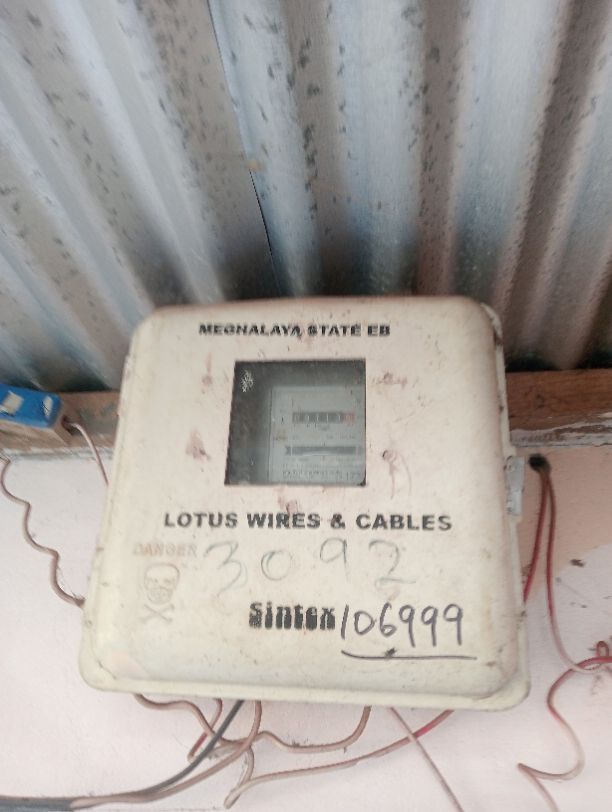 MEGHALAYA STATE EB
LOTUS WIRES & CABLES
DANGER
3092
Sintex
106999